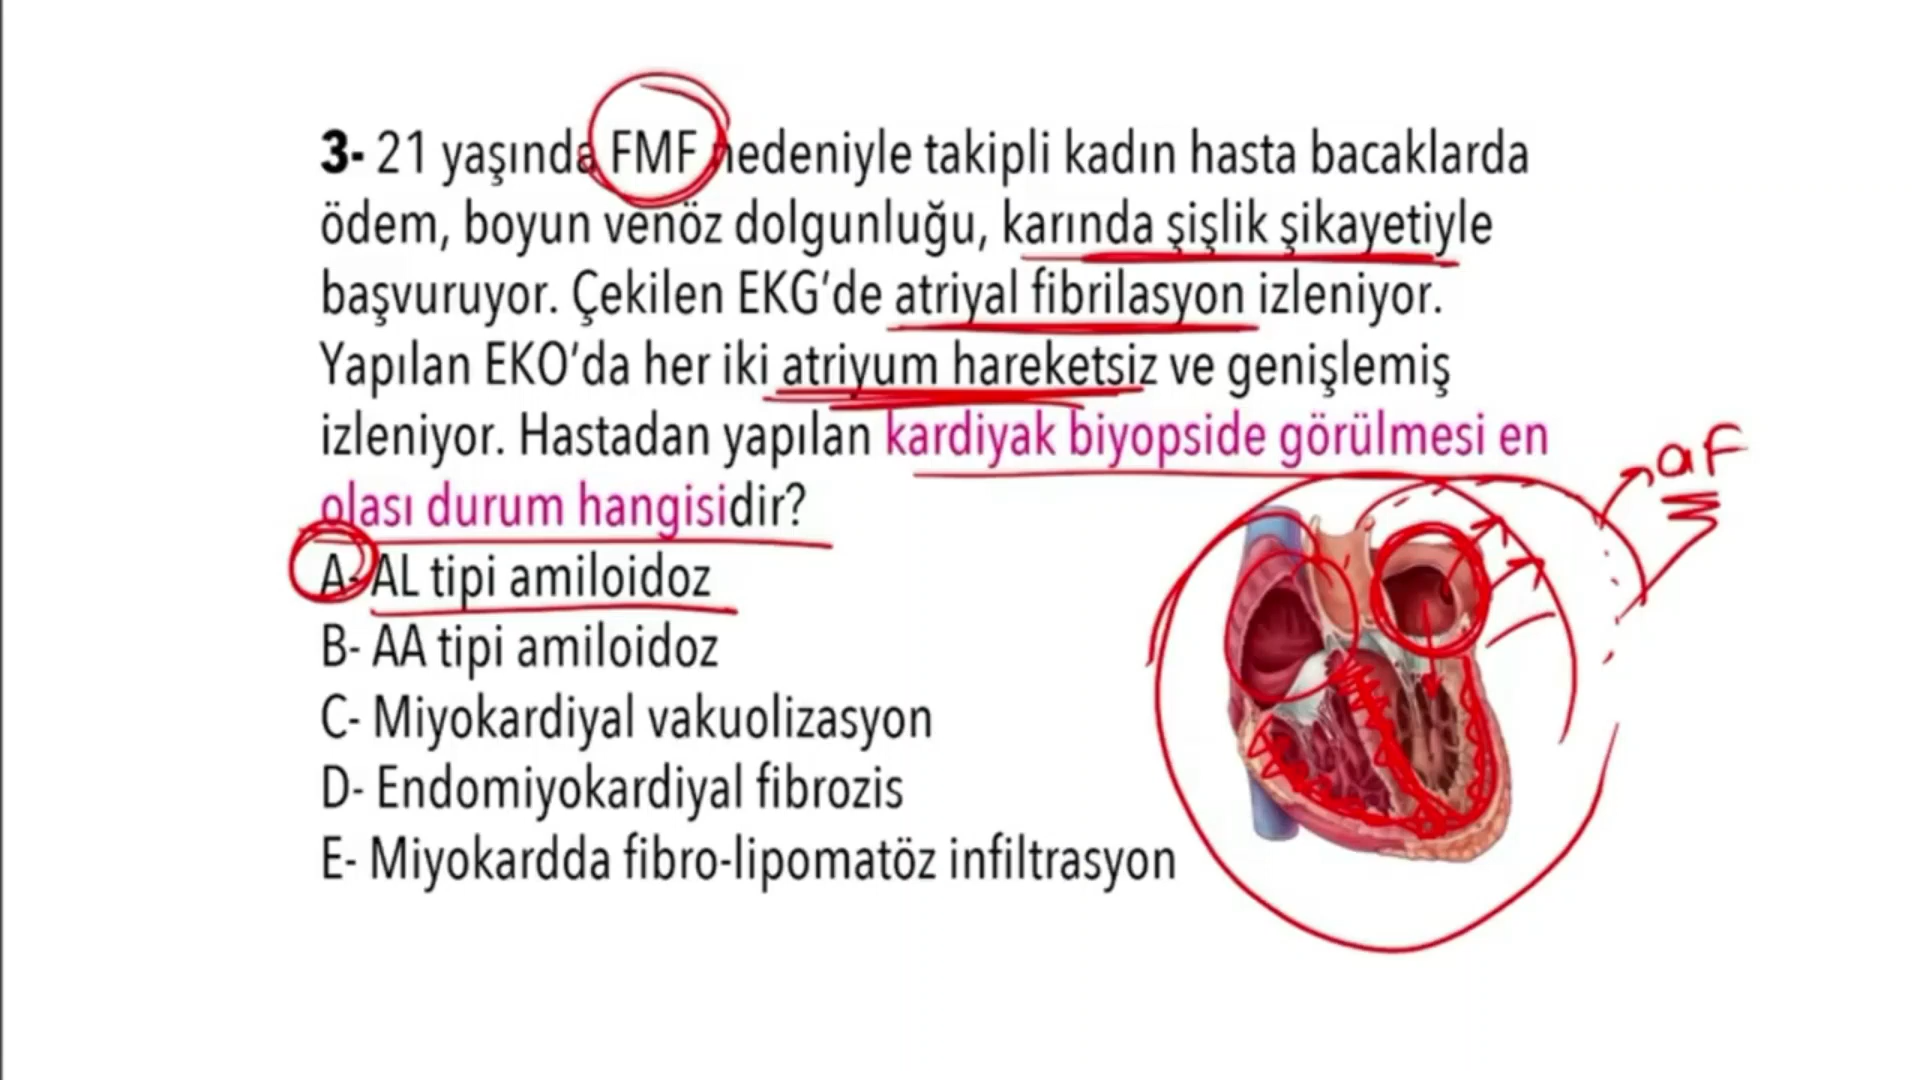 3- 21 yaşında FMF nedeniyle takipli kadın hasta bacaklarda
ödem, boyun venöz dolgunluğu, karında şişlik şikayetiyle
başvuruyor. Çekilen EKG’de atriyal fibrilasyon izleniyor.
Yapılan EKO’da her iki atriyum hareketsiz ve genişlemiş
izleniyor. Hastadan yapılan kardiyak biyopside görülmesi en
olası durum hangisidir?
aF
A- AL tipi amiloidoz
B- AA tipi amiloidoz
C- Miyokardiyal vakuolizasyon
D- Endomiyokardiyal fibrozis
E- Miyokardda fibro-lipomatöz infiltrasyon